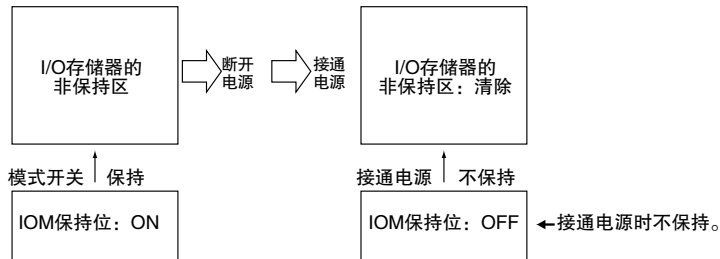 I/O存储器的
非保持区
断开
电源
接通
电源
I/O存储器的
非保持区：清除
模式开关 保持
接通电源 不保持
IOM保持位：ON
IOM保持位：OFF
接通电源时不保持。